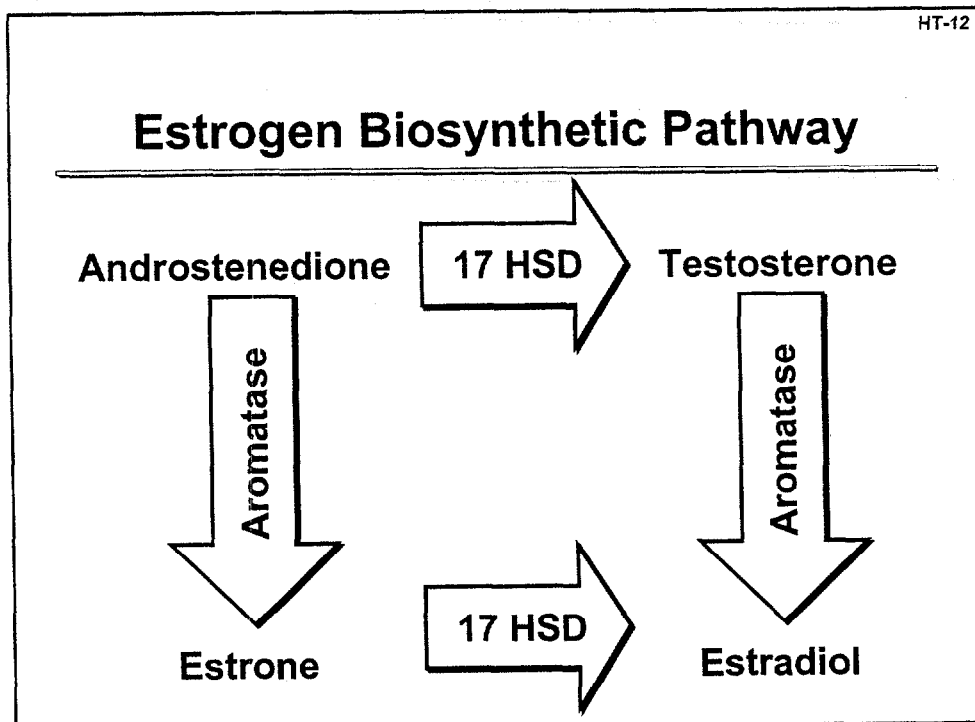 HT-12
Estrogen Biosynthetic Pathway
Androstenedione
17 HSD
Testosterone
Aromatase
Aromatase
17 HSD
Estrone
Estradiol